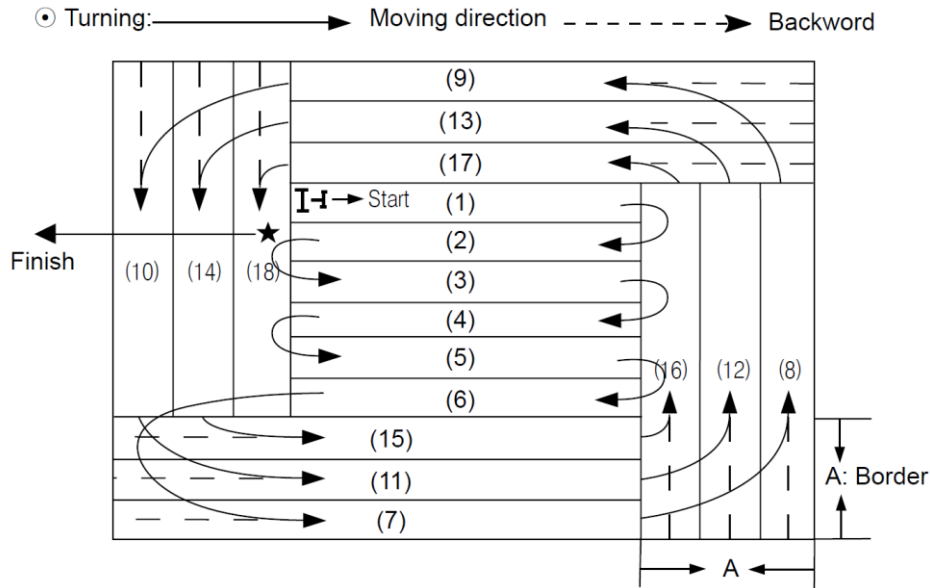 ⊙ Turning: Moving direction Backword
(9)
(13)
(17)
Start (1)
(2)
Finish
(10) (14) (18) (3)
(4)
(5)
(16) (12) (8)
(6)
(15)
(11) A: Border
(7)
A